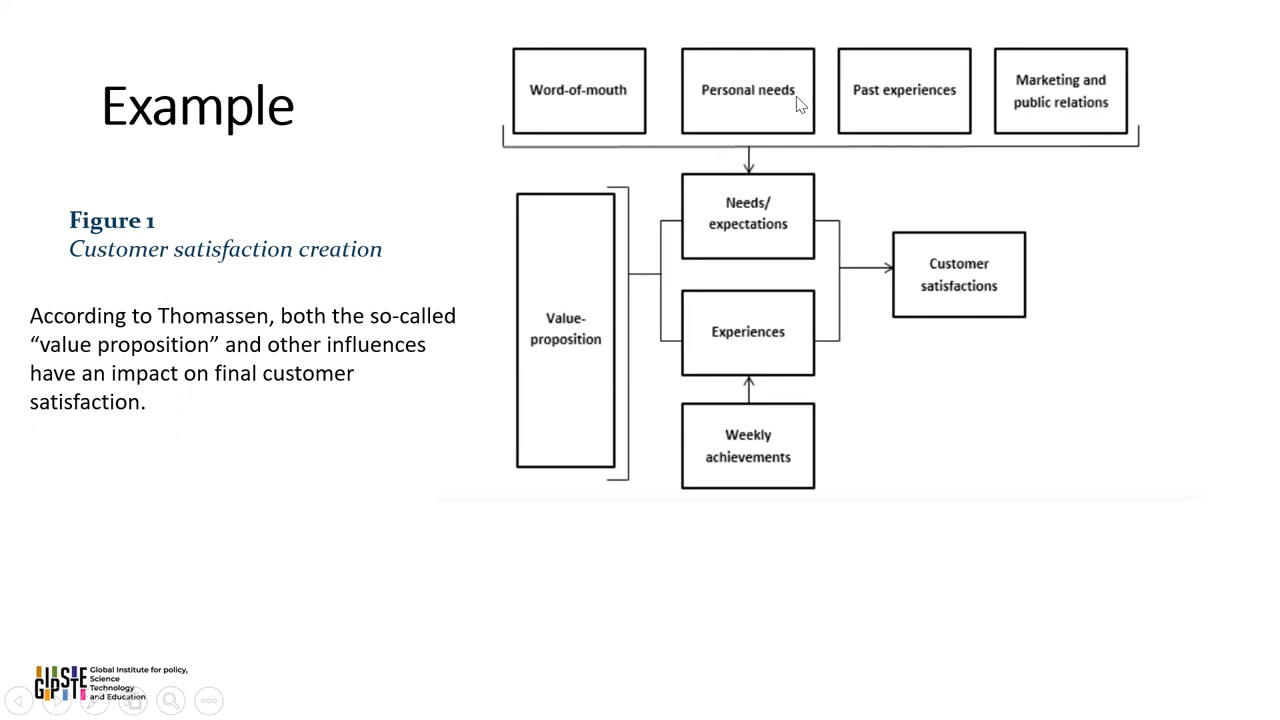 Example
Figure 1
Customer satisfaction creation
According to Thomassen, both the so-called
“value proposition” and other influences
have an impact on final customer
satisfaction.
Word-of-mouth
Personal needs
Past experiences
Marketing and
public relations
Needs/
expectations
Value-
proposition
Experiences
Customer
satisfactions
Weekly
achievements
GIPSTE
Global Institute for policy,
Science
Technology
and Education